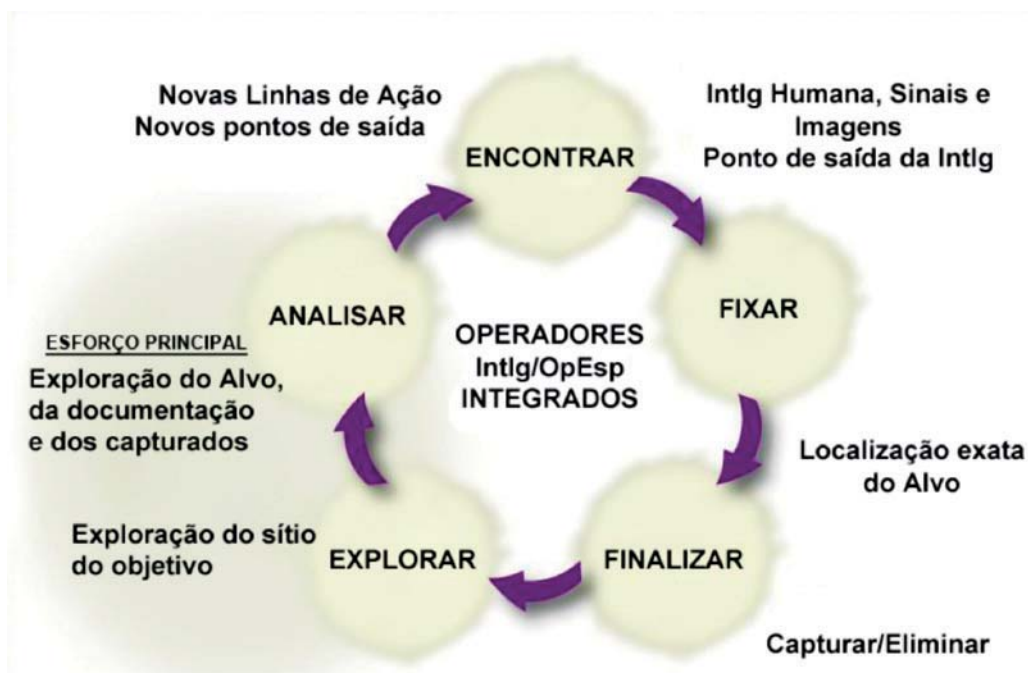 Novas Linhas de Ação
Novos pontos de saída
ENCONTRAR
Intlg Humana, Sinais e
Imagens
Ponto de saída da Intlg
ANALISAR
FIXAR
OPERADORES
Intlg/OpEsp
INTEGRADOS
ESFORÇO PRINCIPAL
Exploração do Alvo,
da documentação
e dos capturados
Localização exata
do Alvo
Exploração do sítio
do objetivo
EXPLORAR
FINALIZAR
Capturar/Eliminar